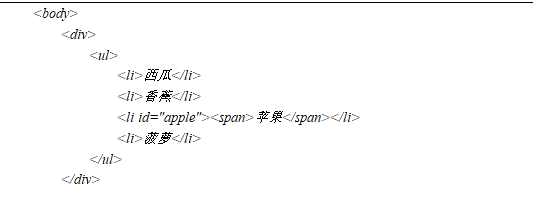 <body>
<div>
<ul>
<li>西瓜</li>
<li>香蕉</li>
<li id="apple"><span>苹果</span></li>
<li>菠萝</li>
</ul>
</div>